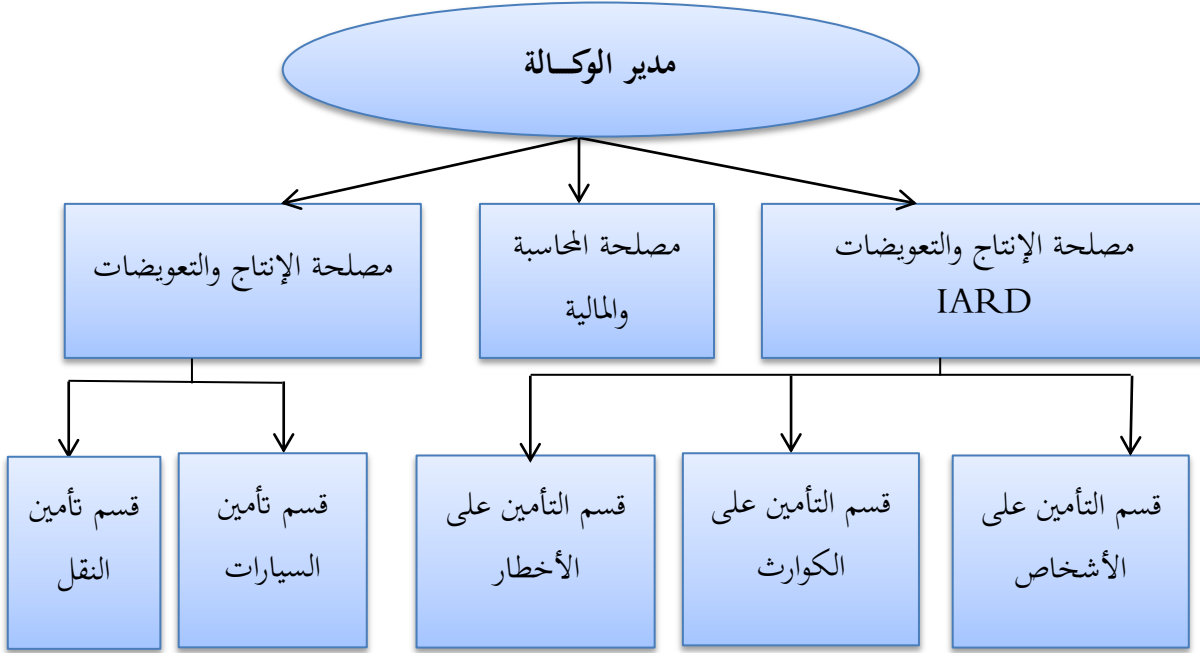 مدير الوكــالة
مصلحة الإنتاج والتعويضات
IARD
مصلحة المحاسبة
والمالية
مصلحة الإنتاج والتعويضات
قسم التأمين على
الأشخاص
قسم التأمين على
الكوارث
قسم التأمين على
الأخطار
قسم تأمين
السيارات
قسم تأمين
النقل